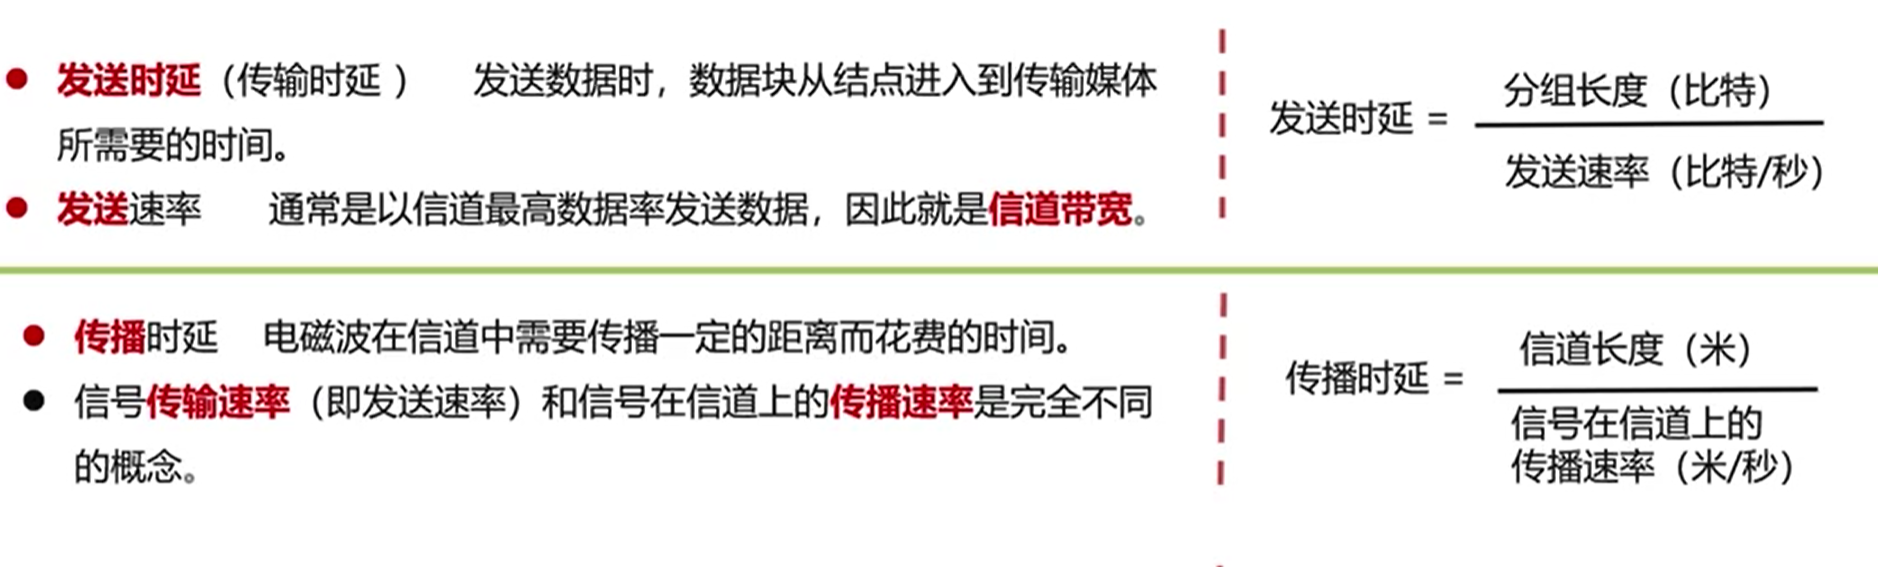 发送时延（传输时延 ） 发送数据时，数据块从结点进入到传输媒体
所需要的时间。
发送速率 通常是以信道最高数据率发送数据，因此就是信道带宽。
发送时延 =
分组长度（比特）
发送速率（比特/秒）
传播时延 电磁波在信道中需要传播一定的距离而花费的时间。
信号传输速率（即发送速率）和信号在信道上的传播速率是完全不同
的概念。
传播时延 =
信道长度（米）
信号在信道上的
传播速率（米/秒）